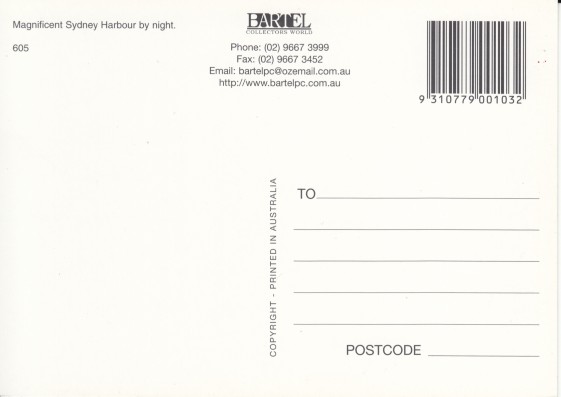 Magnificent Sydney Harbour by night.
605
BARTEL
COLLECTORS WORLD
Phone: (02) 9667 3999
Fax: (02) 9667 3452
Email: bartelpc@ozemail.com.au
http://www.bartelpc.com.au
9 310779 001032
COPYRIGHT - PRINTED IN AUSTRALIA
TO
POSTCODE